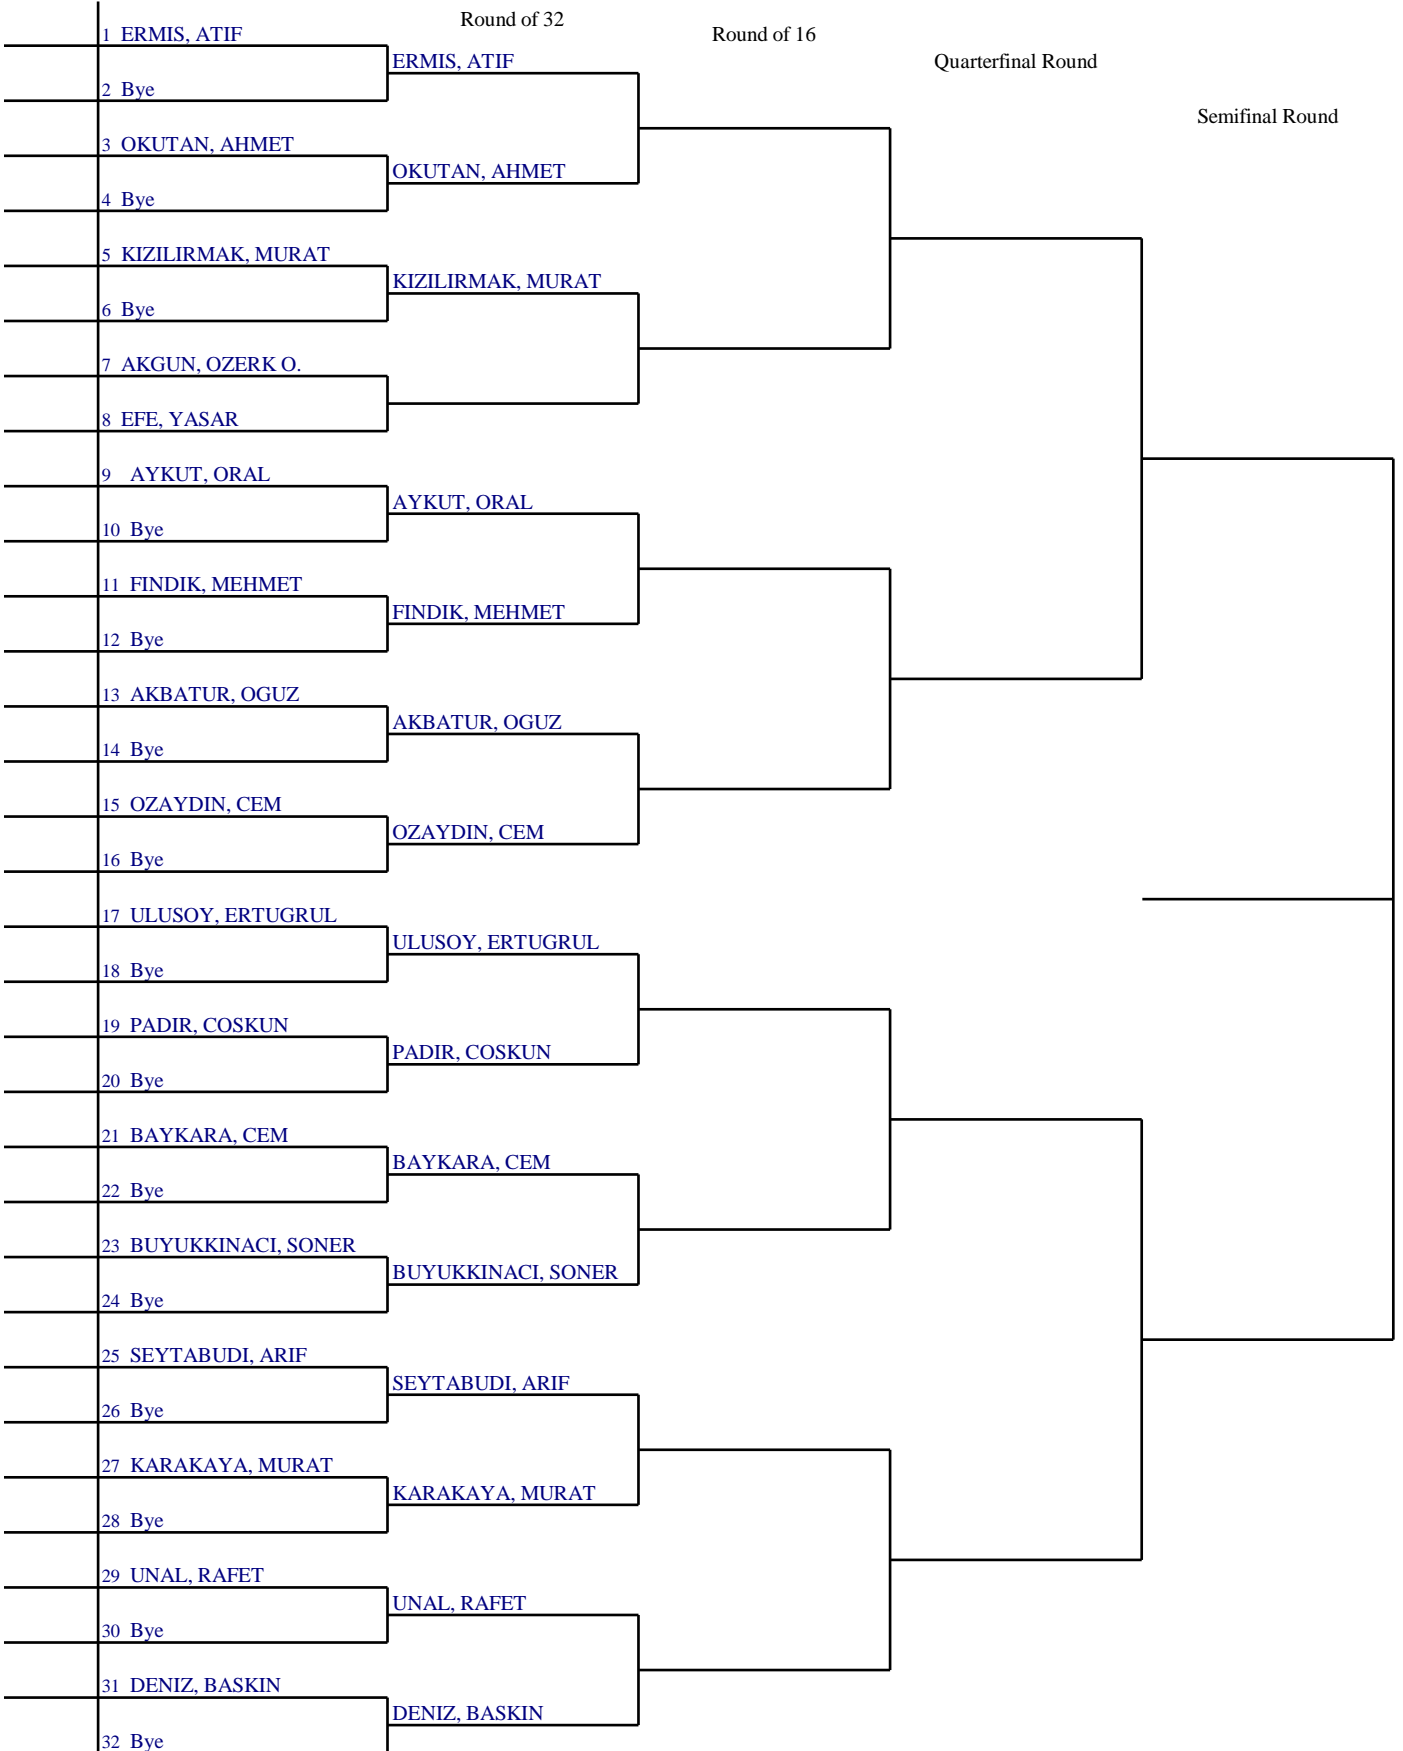 Round of 32
Round of 16
Quarterfinal Round
Semifinal Round
1 ERMIS, ATIF
ERMIS, ATIF
2 Bye
3 OKUTAN, AHMET
OKUTAN, AHMET
4 Bye
5 KIZILIRMAK, MURAT
KIZILIRMAK, MURAT
6 Bye
7 AKGUN, OZERK O.
8 EFE, YASAR
9 AYKUT, ORAL
AYKUT, ORAL
10 Bye
11 FINDIK, MEHMET
FINDIK, MEHMET
12 Bye
13 AKBATUR, OGUZ
AKBATUR, OGUZ
14 Bye
15 OZAYDIN, CEM
OZAYDIN, CEM
16 Bye
17 ULUSOY, ERTUGRUL
ULUSOY, ERTUGRUL
18 Bye
19 PADIR, COSKUN
PADIR, COSKUN
20 Bye
21 BAYKARA, CEM
BAYKARA, CEM
22 Bye
23 BUYUKKINACI, SONER
BUYUKKINACI, SONER
24 Bye
25 SEYTABUDI, ARIF
SEYTABUDI, ARIF
26 Bye
27 KARAKAYA, MURAT
KARAKAYA, MURAT
28 Bye
29 UNAL, RAFET
UNAL, RAFET
30 Bye
31 DENIZ, BASKIN
DENIZ, BASKIN
32 Bye